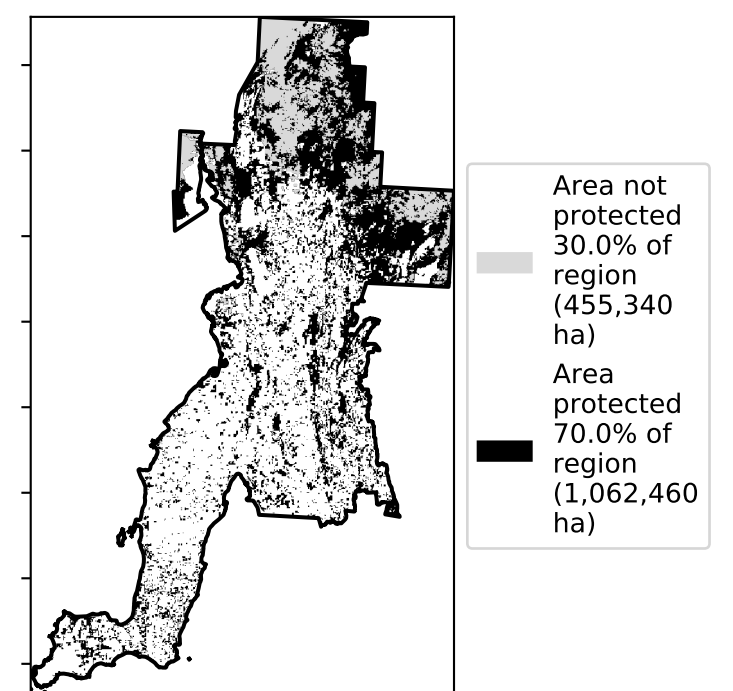 Area not
protected
30.0% of
region
(455,340
ha)
Area
protected
70.0% of
region
(1,062,460
ha)